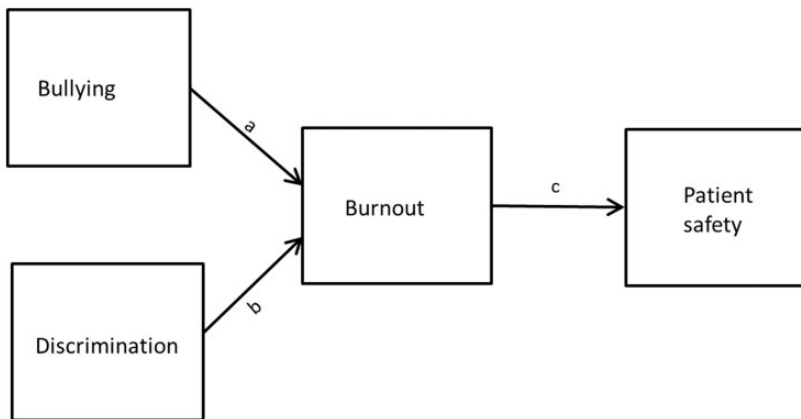 Bullying
a
Burnout
c
Patient
safety
b
Discrimination